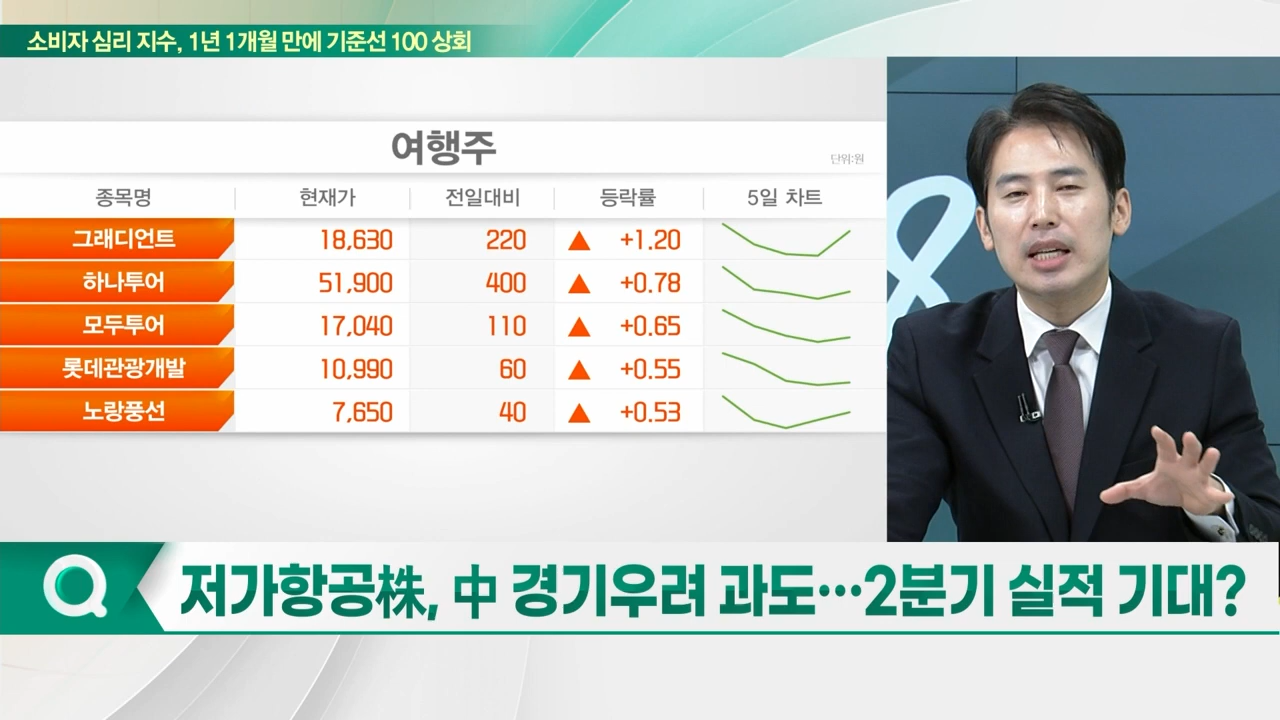 소비자 심리 지수, 1년 1개월 만에 기준선 100 상회
여행주
단위:원
종목명 현재가 전일대비 등락률 5일 차트
그래디언트 18,630 220 ▲ +1.20
하나투어 51,900 400 ▲ +0.78
모두투어 17,040 110 ▲ +0.65
롯데관광개발 10,990 60 ▲ +0.55
노랑풍선 7,650 40 ▲ +0.53
저가항공株, 中 경기우려 과도…2분기 실적 기대?